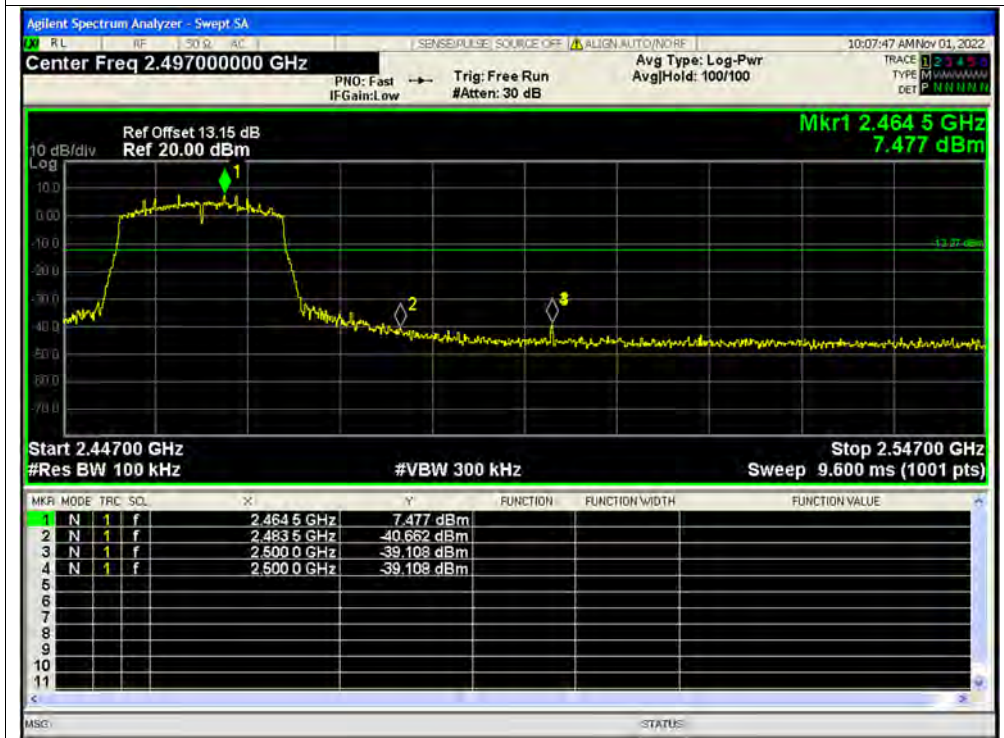 Agilent Spectrum Analyzer - Swept SA
RL RF 50 Ω AC SENSE:PULSE SOURCE OFF ALIGN AUTO/NO RF 10:07:47 AM Nov 01, 2022
Center Freq 2.497000000 GHz
PNO: Fast
IFGain:Low
Trig: Free Run
#Atten: 30 dB
Avg Type: Log-Pwr
Avg|Hold: 100/100
TRACE 1 2 3 4 5 6
TYPE M
DET P N N N N N
Mkr1 2.464 5 GHz
7.477 dBm
Ref Offset 13.15 dB
10 dB/div Ref 20.00 dBm
Log
10.0
0.00
-10.0
-20.0
-30.0
-40.0
-50.0
-60.0
-70.0
1
2
3
-13.27 dBm
Start 2.44700 GHz Stop 2.54700 GHz
#Res BW 100 kHz #VBW 300 kHz Sweep 9.600 ms (1001 pts)
MKR MODE TRC SCL X Y FUNCTION FUNCTION WIDTH FUNCTION VALUE
1 N 1 f 2.464 5 GHz 7.477 dBm
2 N 1 f 2.483 5 GHz -40.662 dBm
3 N 1 f 2.500 0 GHz -39.108 dBm
4 N 1 f 2.500 0 GHz -39.108 dBm
5
6
7
8
9
10
11
MSG STATUS